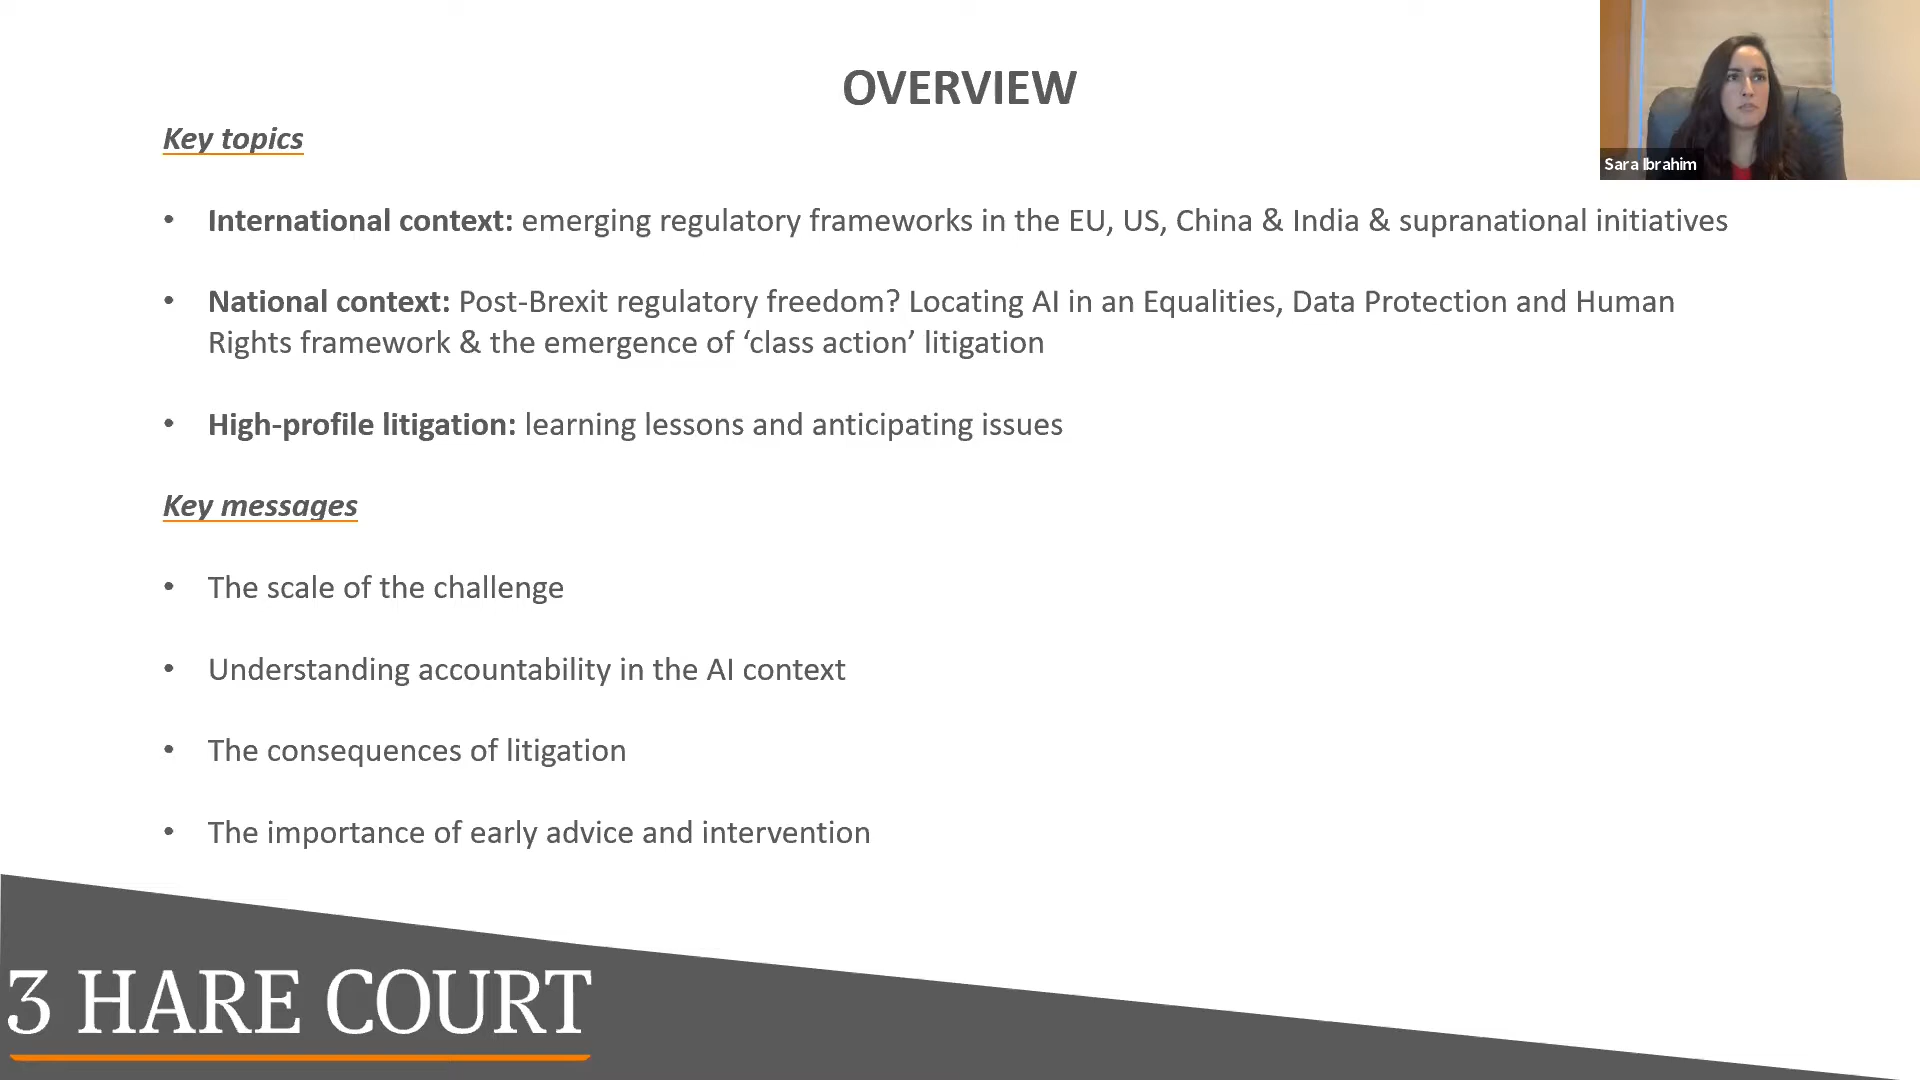 OVERVIEW
Key topics
Sara Ibrahim
• International context: emerging regulatory frameworks in the EU, US, China & India & supranational initiatives
• National context: Post-Brexit regulatory freedom? Locating AI in an Equalities, Data Protection and Human
Rights framework & the emergence of ‘class action’ litigation
• High-profile litigation: learning lessons and anticipating issues
Key messages
• The scale of the challenge
• Understanding accountability in the AI context
• The consequences of litigation
• The importance of early advice and intervention
3 HARE COURT